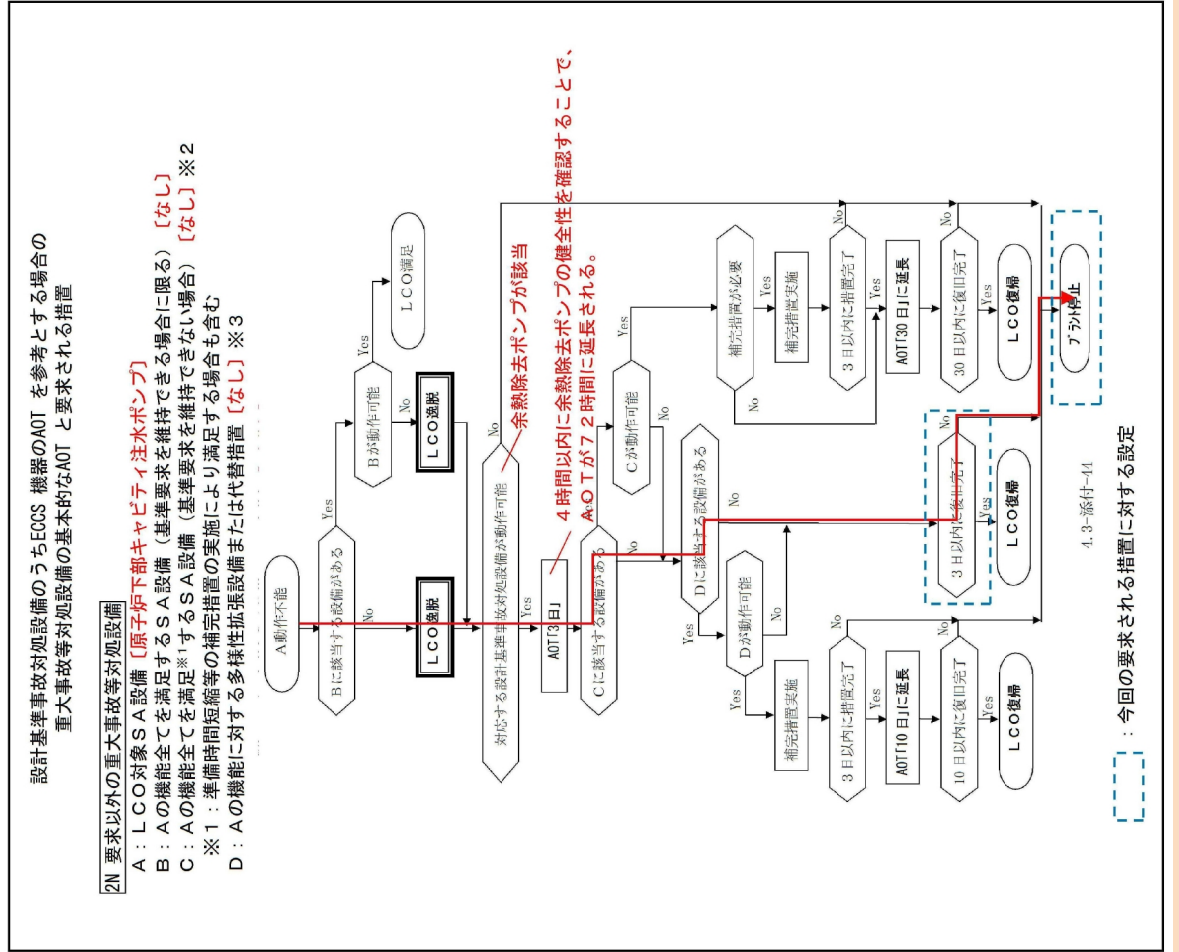 設計基準事故対処設備のうちECCS 機器のAOT を参考とする場合の
重大事故等対処設備の基本的なAOT と要求される措置
2N 要求以外の重大事故等対処設備
A：ＬＣＯ対象ＳＡ設備［原子炉下部キャビティ注水ポンプ］
B：Aの機能全てを満足するＳＡ設備（基準要求を維持できる場合に限る）［なし］
C：Aの機能全てを満足※1するＳＡ設備（基準要求を維持できない場合）［なし］※２
※１：準備時間短縮等の補完措置の実施により満足する場合も含む
D：Aの機能に対する多様性拡張設備または代替措置［なし］※３
A動作不能
Bに該当する設備がある
Yes
No
Bが動作可能
Yes
No
ＬＣＯ満足
ＬＣＯ逸脱
ＬＣＯ逸脱
対応する設計基準事故対処設備が動作可能
No
Yes
余熱除去ポンプが該当
AOT｢3 日｣
４時間以内に余熱除去ポンプの健全性を確認することで、
ＡＯＴが７２時間に延長される。
Cに該当する設備がある
Yes
No
Cが動作可能
Yes
No
Dに該当する設備がある
Yes
No
Dが動作可能
No
Yes
補完措置が必要
No
Yes
補完措置実施
補完措置実施
3 日以内に措置完了
No
Yes
3 日以内に措置完了
No
Yes
AOT｢10 日｣に延長
AOT｢30 日｣に延長
10 日以内に復旧完了
No
Yes
3 日以内に復旧完了
No
Yes
30 日以内に復旧完了
No
Yes
ＬＣＯ復帰
ＬＣＯ復帰
ＬＣＯ復帰
ﾌﾟﾗﾝﾄ停止
4.3-添付-44
：今回の要求される措置に対する設定